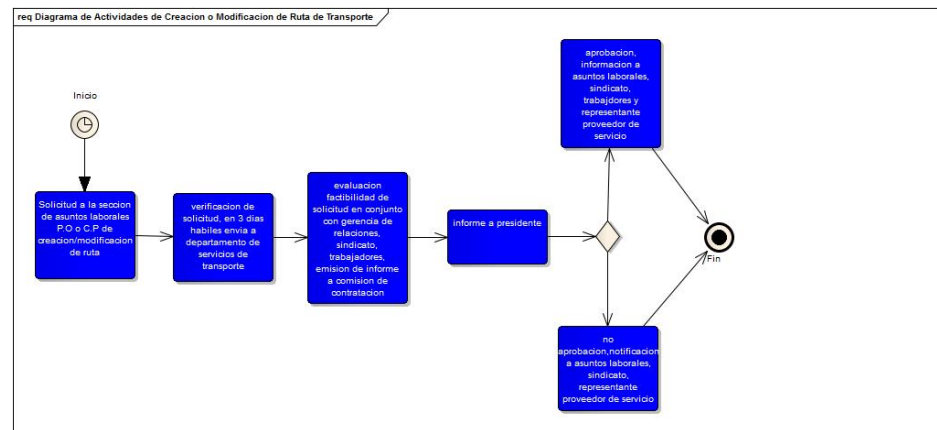 req Diagrama de Actividades de Creacion o Modificacion de Ruta de Transporte
Inicio
Solicitud a la seccion
de asuntos laborales
P.O o C.P de
creacion/modificacion
de ruta
verificacion de
solicitud, en 3 dias
habiles envia a
departamento de
servicios de
transporte
evaluacion
factibilidad de
solicitud en conjunto
con gerencia de
relaciones,
sindicato,
trabajadores,
emision de informe
a comision de
contratacion
informe a presidente
aprobacion,
informacion a
asuntos laborales,
sindicato,
trabajdores y
representante
proveedor de
servicio
no
aprobacion,notificacion
a asuntos laborales,
sindicato,
representante
proveedor de servicio
Fin